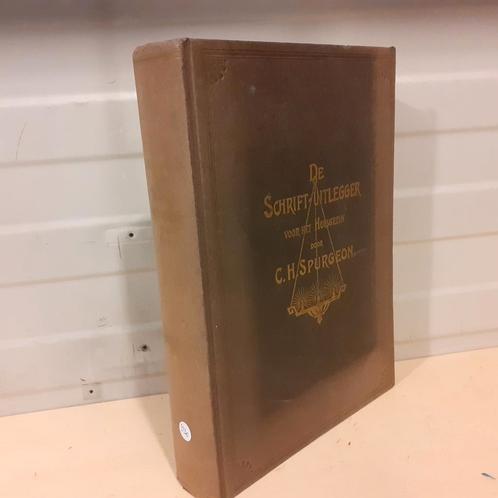 DE
SCHRIFT-UITLEGGER
VOOR HET HUISGEZIN
DOOR
C.H. SPURGEON.